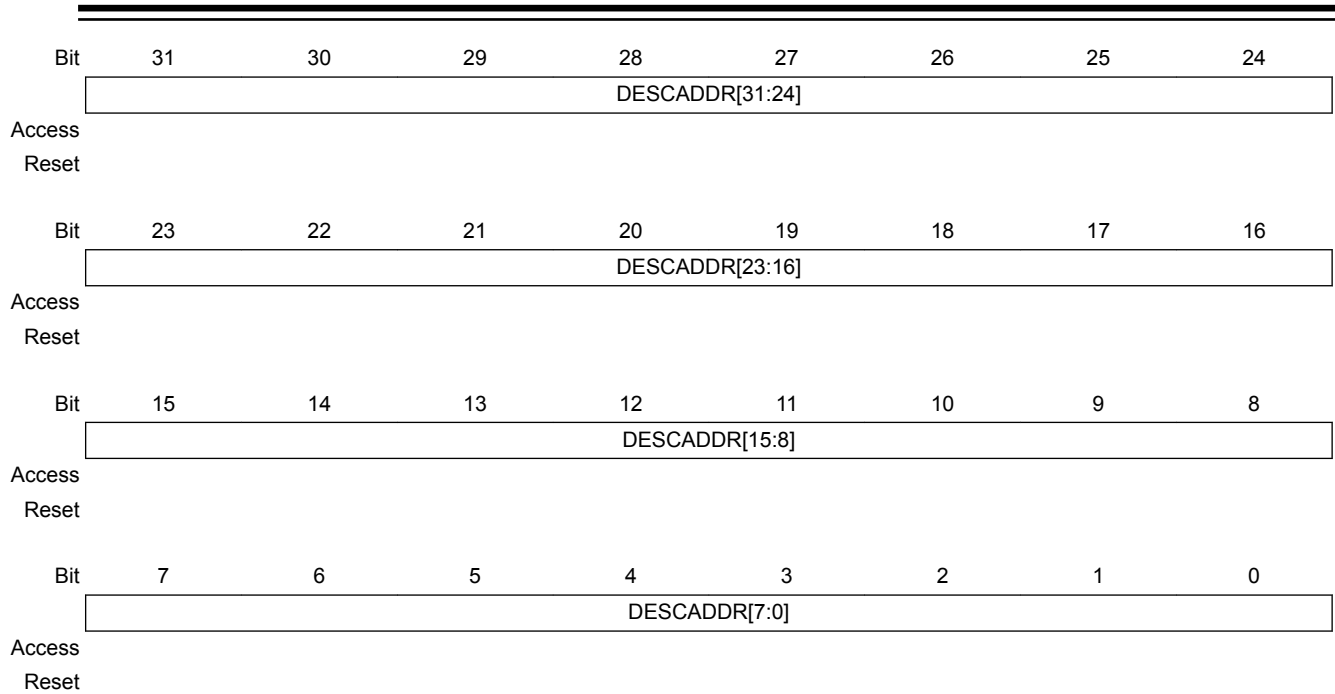 Bit 31 30 29 28 27 26 25 24
DESCADDR[31:24]
Access
Reset
Bit 23 22 21 20 19 18 17 16
DESCADDR[23:16]
Access
Reset
Bit 15 14 13 12 11 10 9 8
DESCADDR[15:8]
Access
Reset
Bit 7 6 5 4 3 2 1 0
DESCADDR[7:0]
Access
Reset